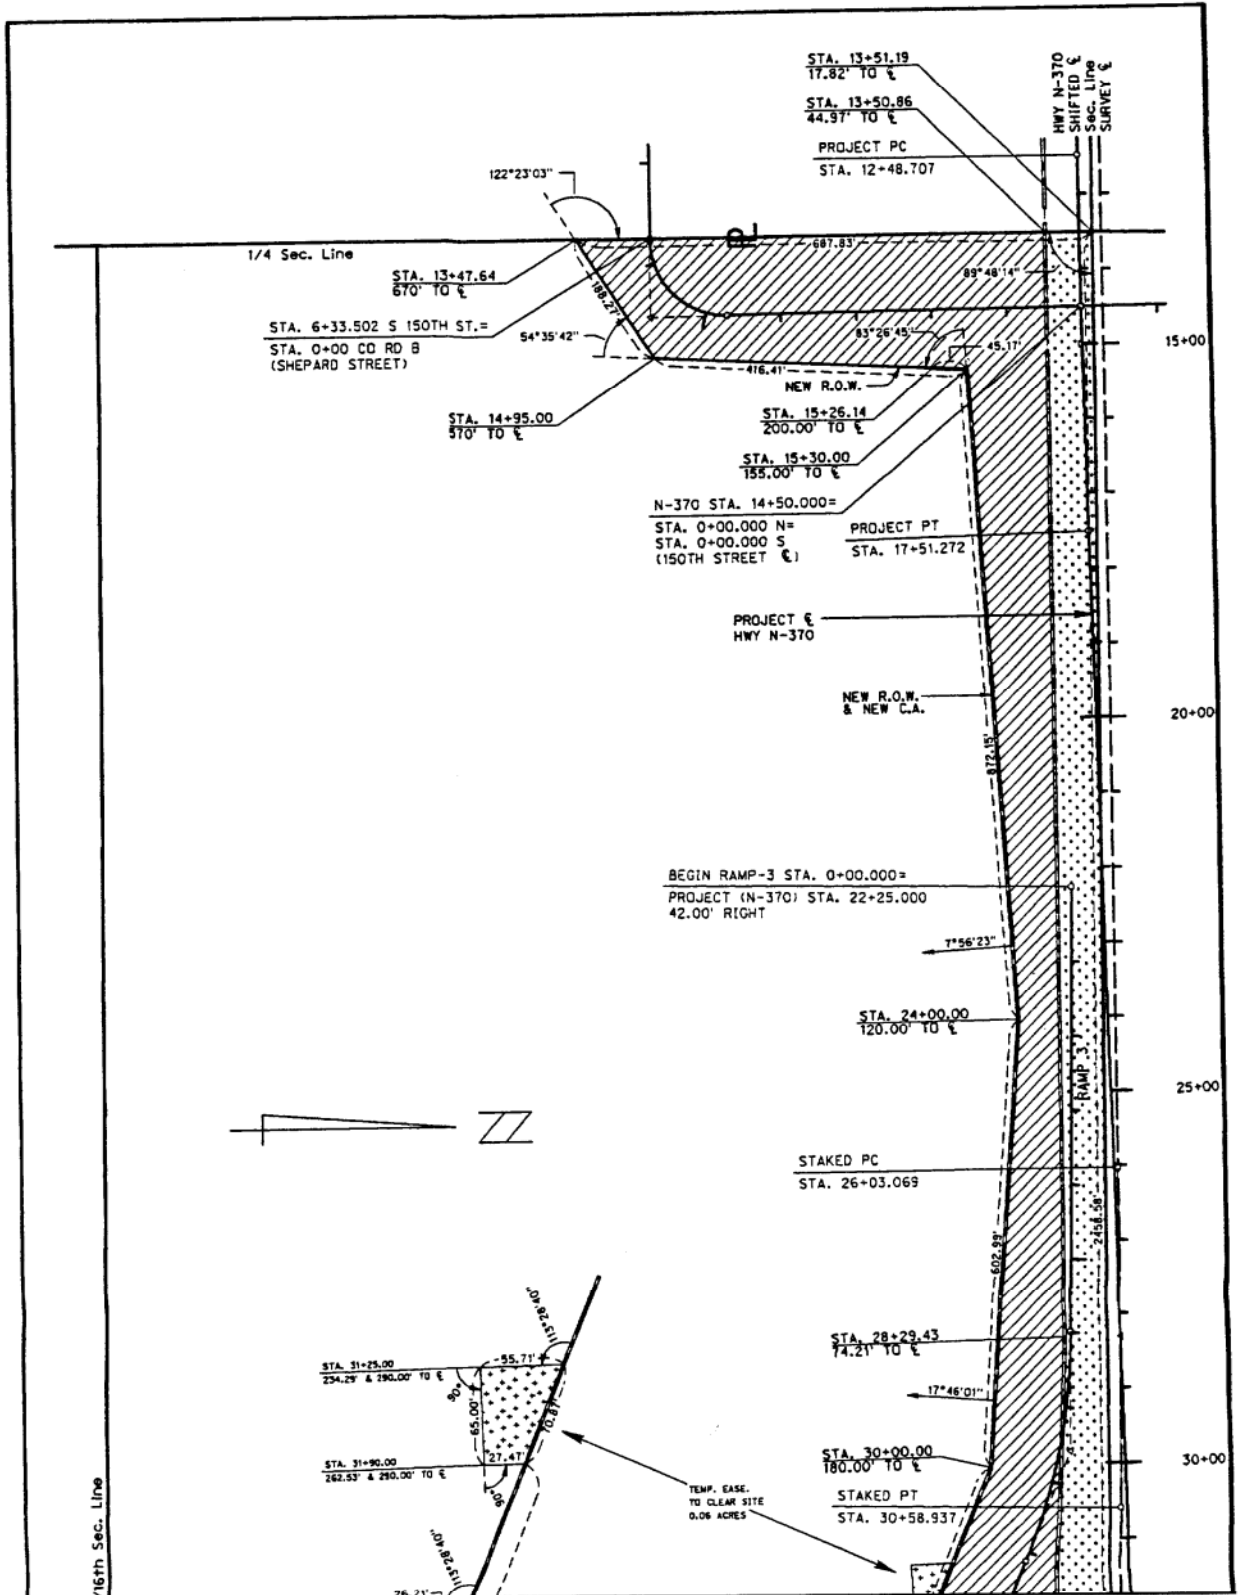 STA. 13+51.19
17.82' TO ℄
STA. 13+50.86
44.97' TO ℄
PROJECT PC
STA. 12+48.707
HWY N-370
SHIFTED ℄
Sec. Line
SURVEY ℄
122°23'03"
1/4 Sec. Line
687.83'
89°48'14"
STA. 13+47.64
670' TO ℄
188.27'
STA. 6+33.502 S 150TH ST.=
STA. 0+00 CO RD B
(SHEPARD STREET)
54°35'42"
83°26'45"
45.17'
15+00
416.41'
NEW R.O.W.
STA. 14+95.00
570' TO ℄
STA. 15+26.14
200.00' TO ℄
STA. 15+30.00
155.00' TO ℄
N-370 STA. 14+50.000=
STA. 0+00.000 N=
STA. 0+00.000 S
(150TH STREET ℄)
PROJECT PT
STA. 17+51.272
PROJECT ℄
HWY N-370
NEW R.O.W.
& NEW C.A.
20+00
872.15'
BEGIN RAMP-3 STA. 0+00.000=
PROJECT (N-370) STA. 22+25.000
42.00' RIGHT
7°56'23"
STA. 24+00.00
120.00' TO ℄
RAMP 3
25+00
STAKED PC
STA. 26+03.069
2458.58'
602.99'
STA. 28+29.43
74.21' TO ℄
113°28'40"
55.71'
STA. 31+25.00
234.29' & 290.00' TO ℄
90°
65.00'
70.87'
17°46'01"
27.47'
STA. 31+90.00
262.53' & 290.00' TO ℄
90°
STA. 30+00.00
180.00' TO ℄
30+00
TEMP. EASE.
TO CLEAR SITE
0.06 ACRES
STAKED PT
STA. 30+58.937
113°28'40"
76.21'
/16th Sec. Line